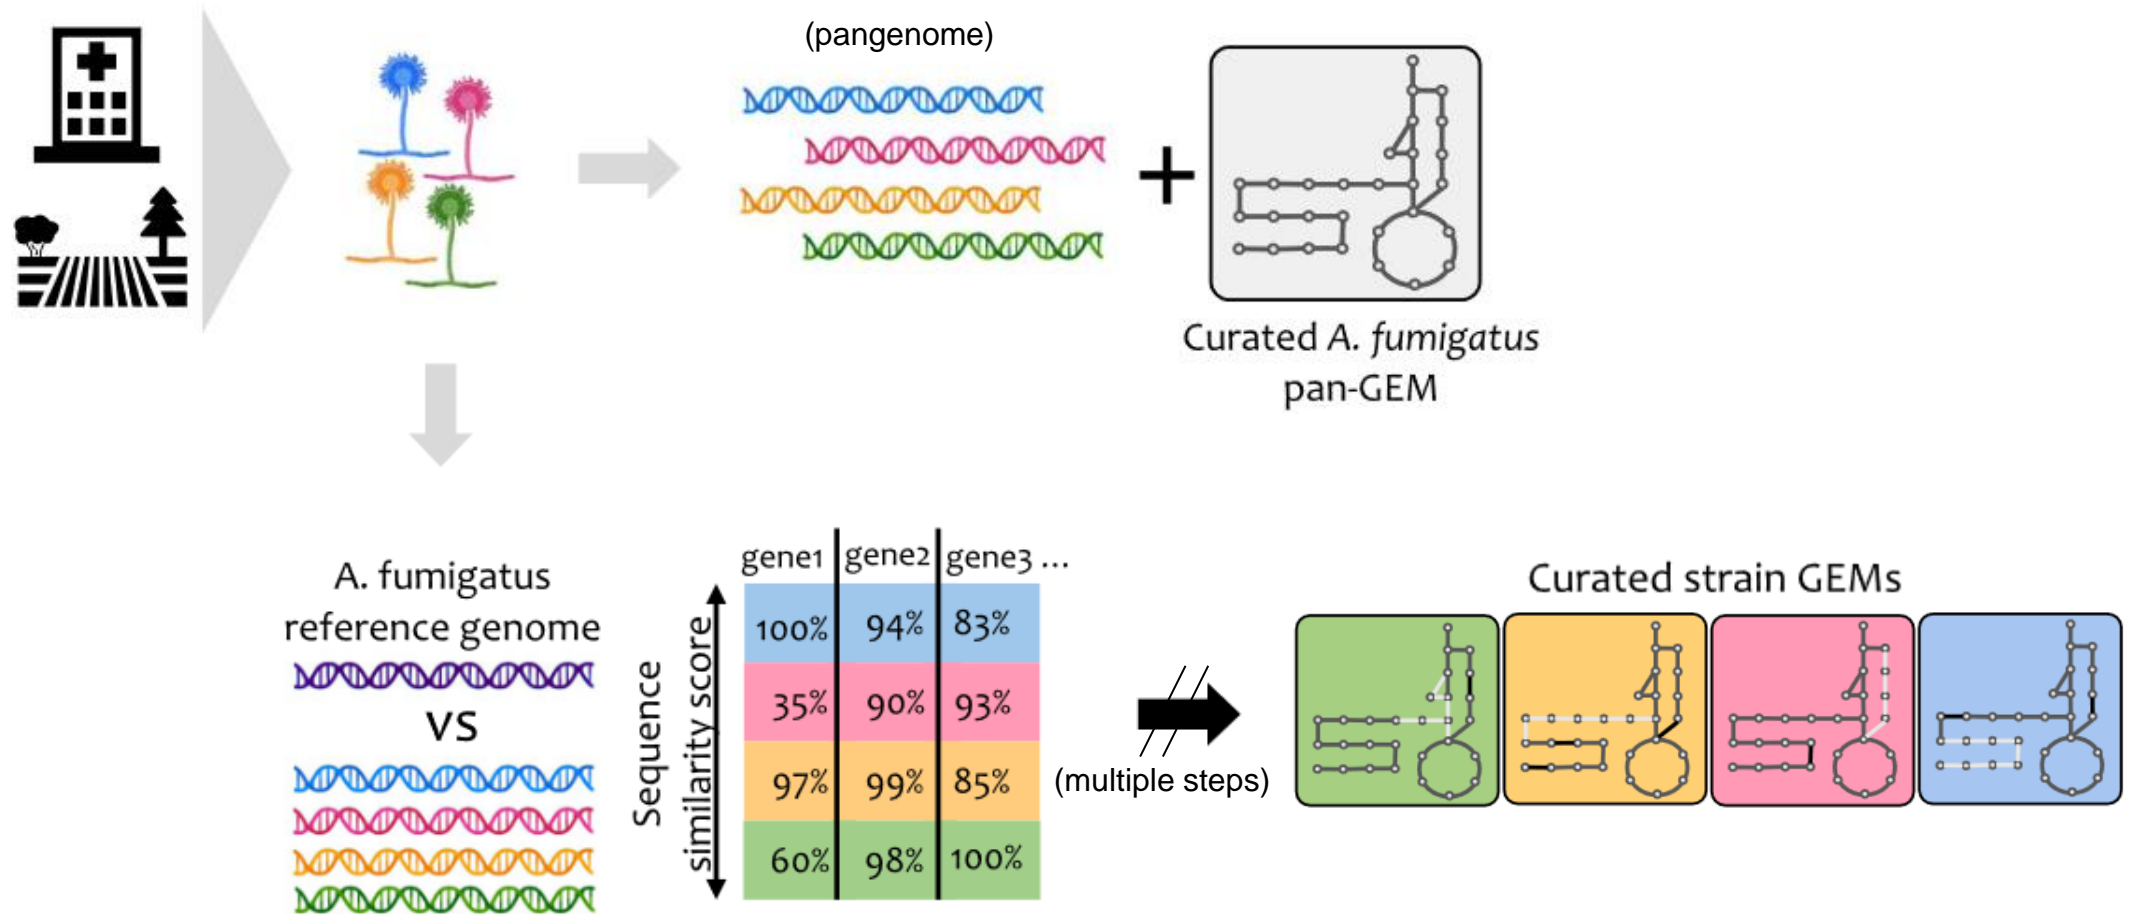 (pangenome)
+
Curated A. fumigatus
pan-GEM
A. fumigatus
reference genome
VS
Sequence
similarity score
gene1 gene2 gene3 ...
100% 94% 83%
35% 90% 93%
97% 99% 85%
60% 98% 100%
(multiple steps)
Curated strain GEMs